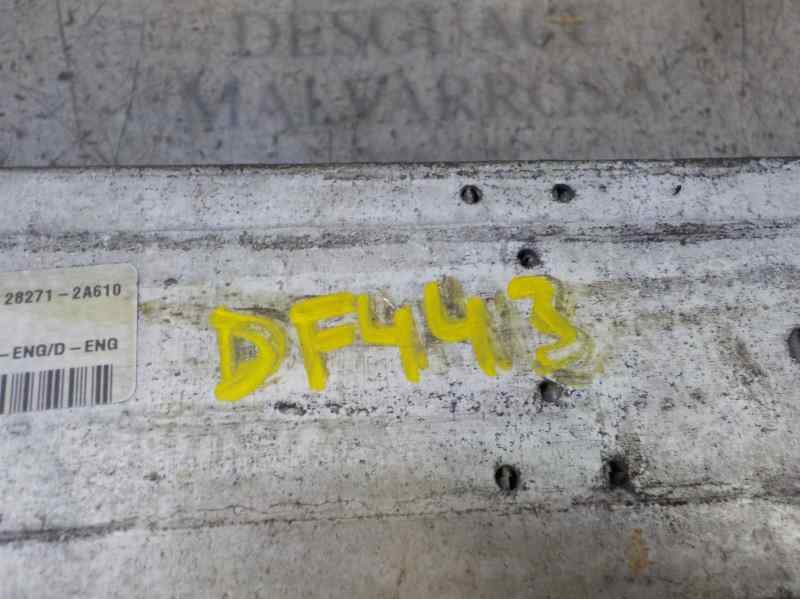 DESGUACE
MALVARROSA
28271-2A610
-ENG/D-ENG
DF443